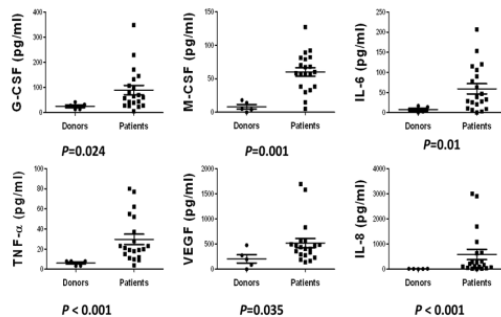 G-CSF (pg/ml)
400
300
200
100
0
Donors Patients
P=0.024
M-CSF (pg/ml)
150
100
50
0
Donors Patients
P=0.001
IL-6 (pg/ml)
250
200
150
100
50
0
Donors Patients
P=0.01
TNF-α (pg/ml)
100
80
60
40
20
0
Donors Patients
P < 0.001
VEGF (pg/ml)
2000
1500
1000
500
0
Donors Patients
P=0.035
IL-8 (pg/ml)
4000
3000
2000
1000
0
Donors Patients
P < 0.001